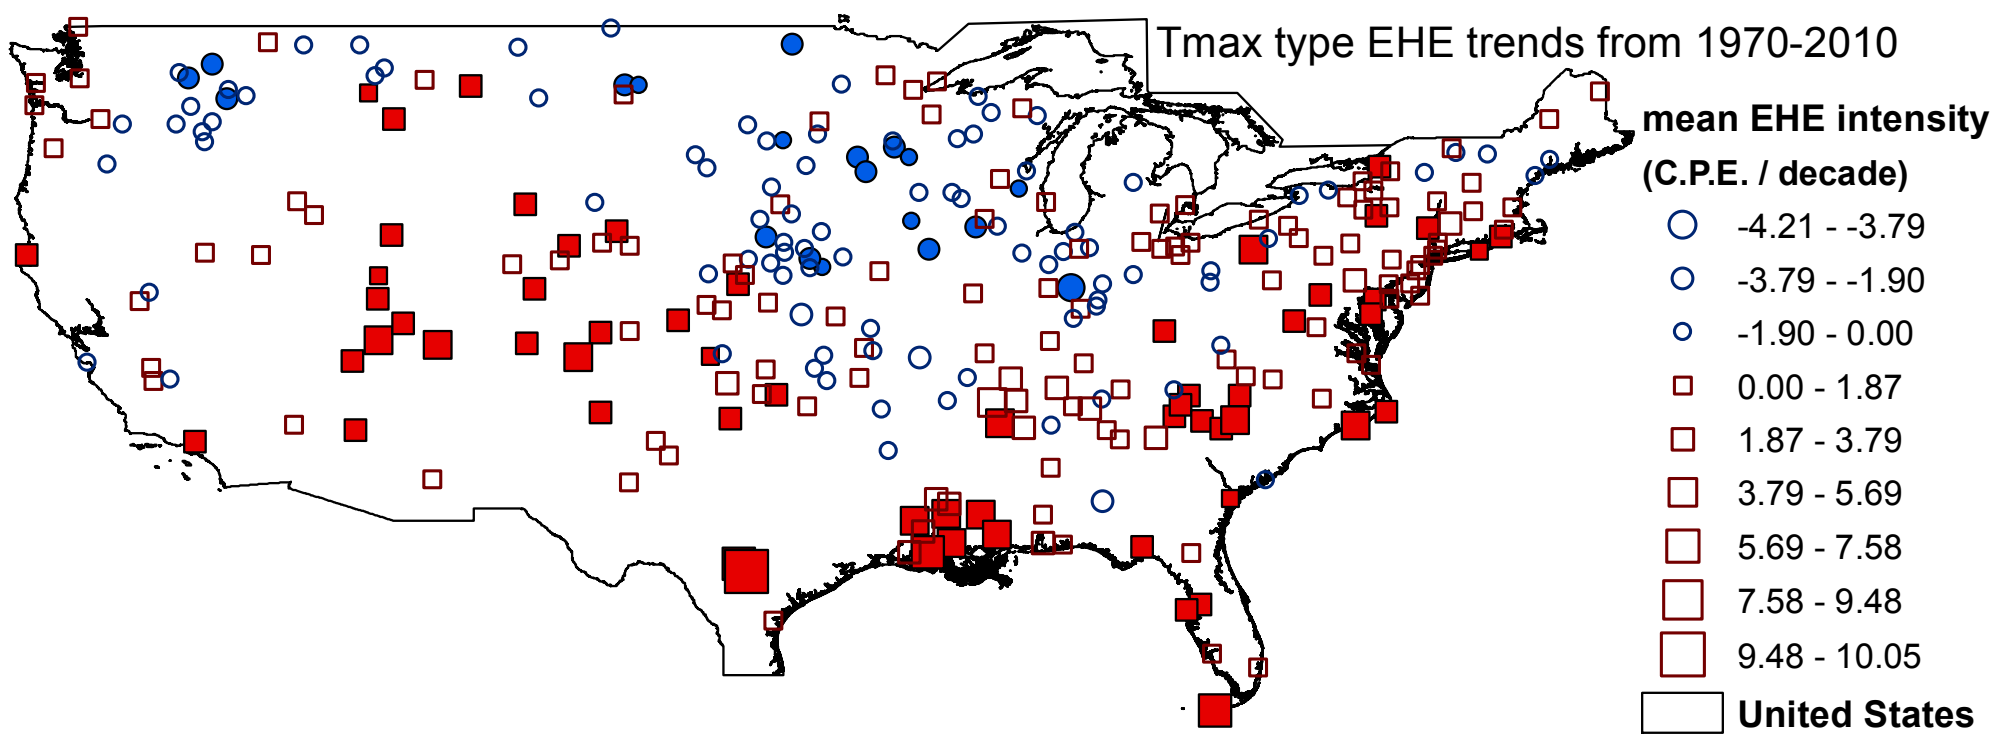 Tmax type EHE trends from 1970-2010
mean EHE intensity
(C.P.E. / decade)
-4.21 - -3.79
-3.79 - -1.90
-1.90 - 0.00
0.00 - 1.87
1.87 - 3.79
3.79 - 5.69
5.69 - 7.58
7.58 - 9.48
9.48 - 10.05
United States